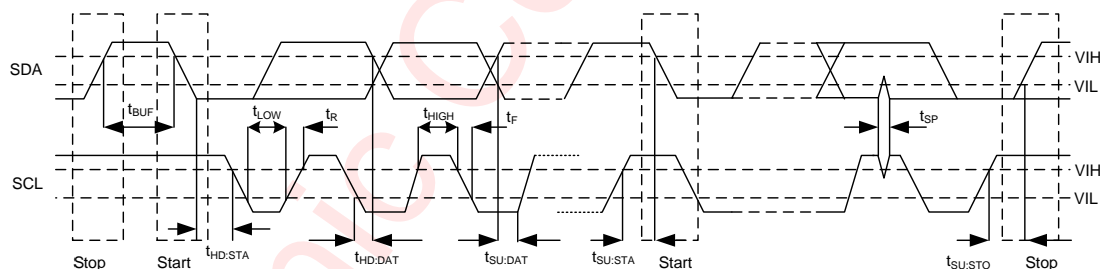 SDA
VIH
VIL
tBUF
tLOW
tR
tHIGH
tF
tSP
SCL
VIH
VIL
tHD:STA
tHD:DAT
tSU:DAT
tSU:STA
tSU:STO
Stop
Start
Start
Stop